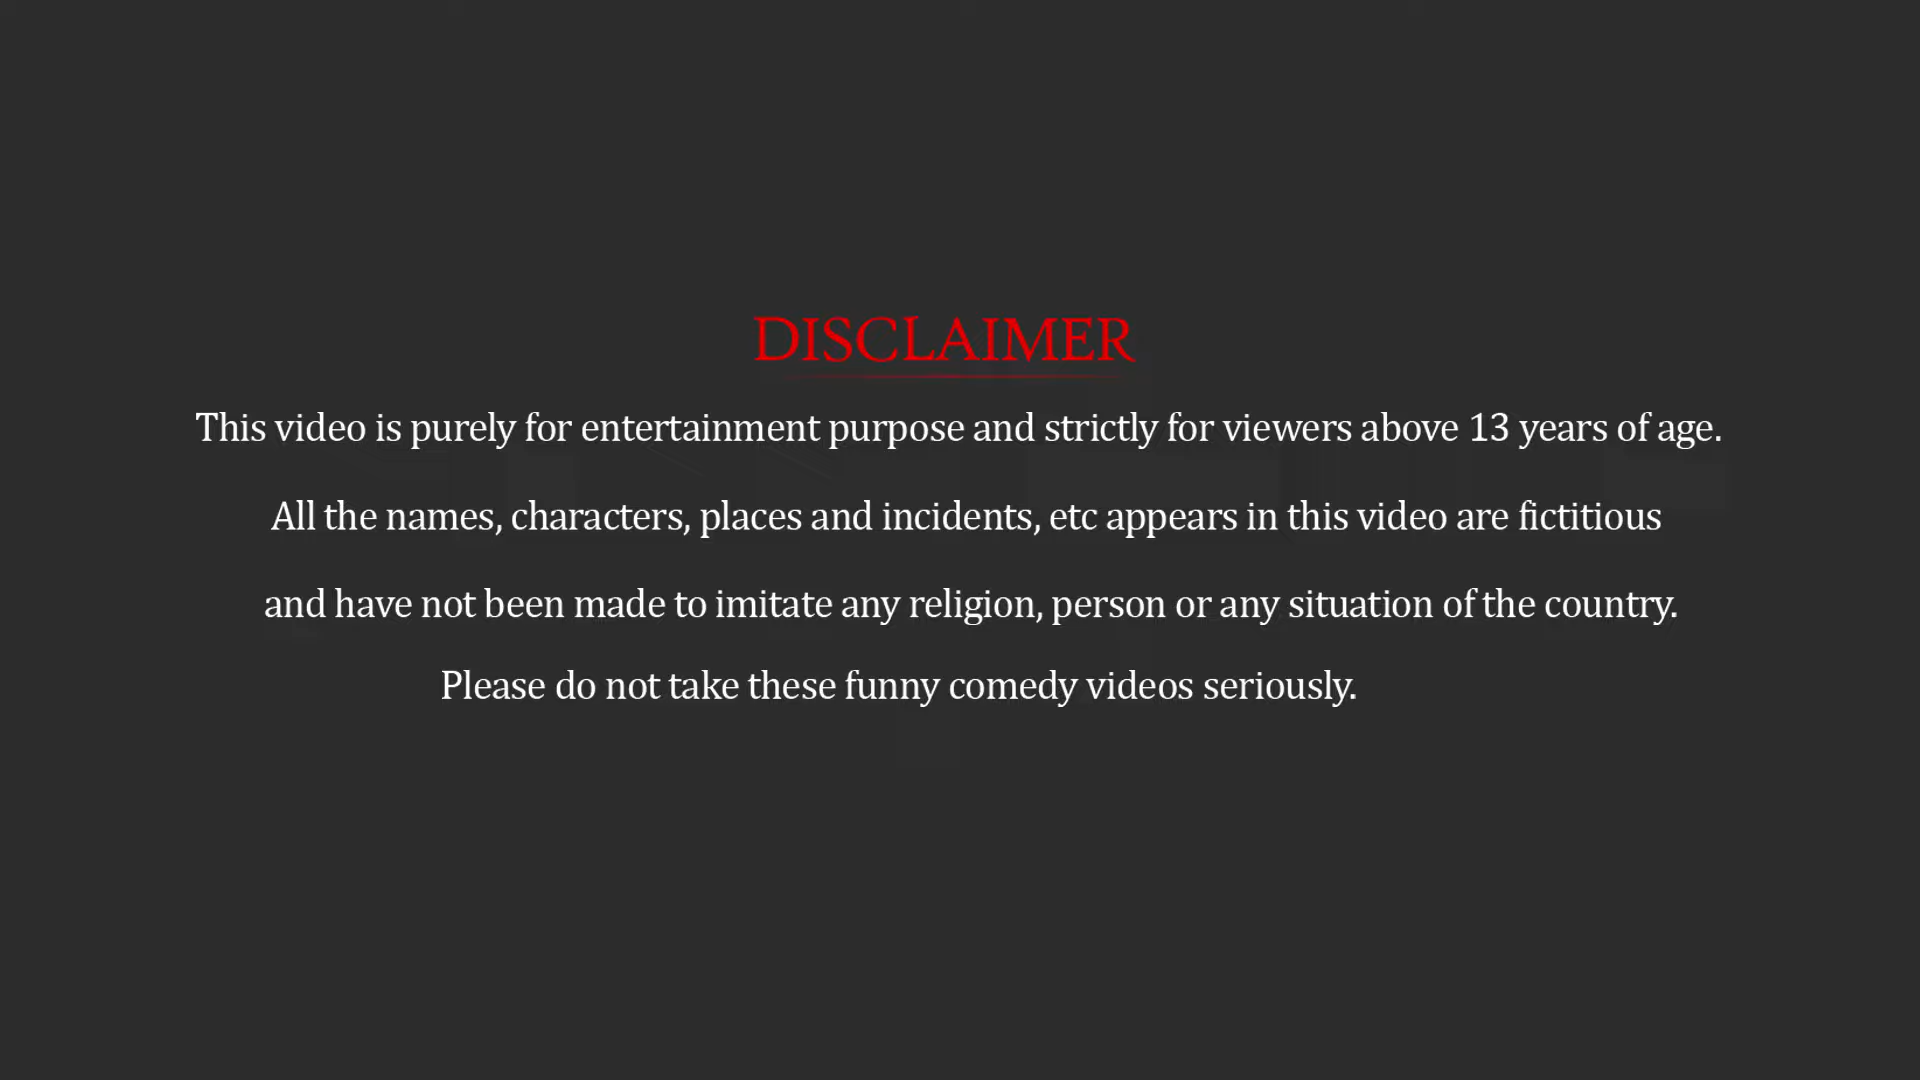 DISCLAIMER
This video is purely for entertainment purpose and strictly for viewers above 13 years of age.
All the names, characters, places and incidents, etc appears in this video are fictitious
and have not been made to imitate any religion, person or any situation of the country.
Please do not take these funny comedy videos seriously.